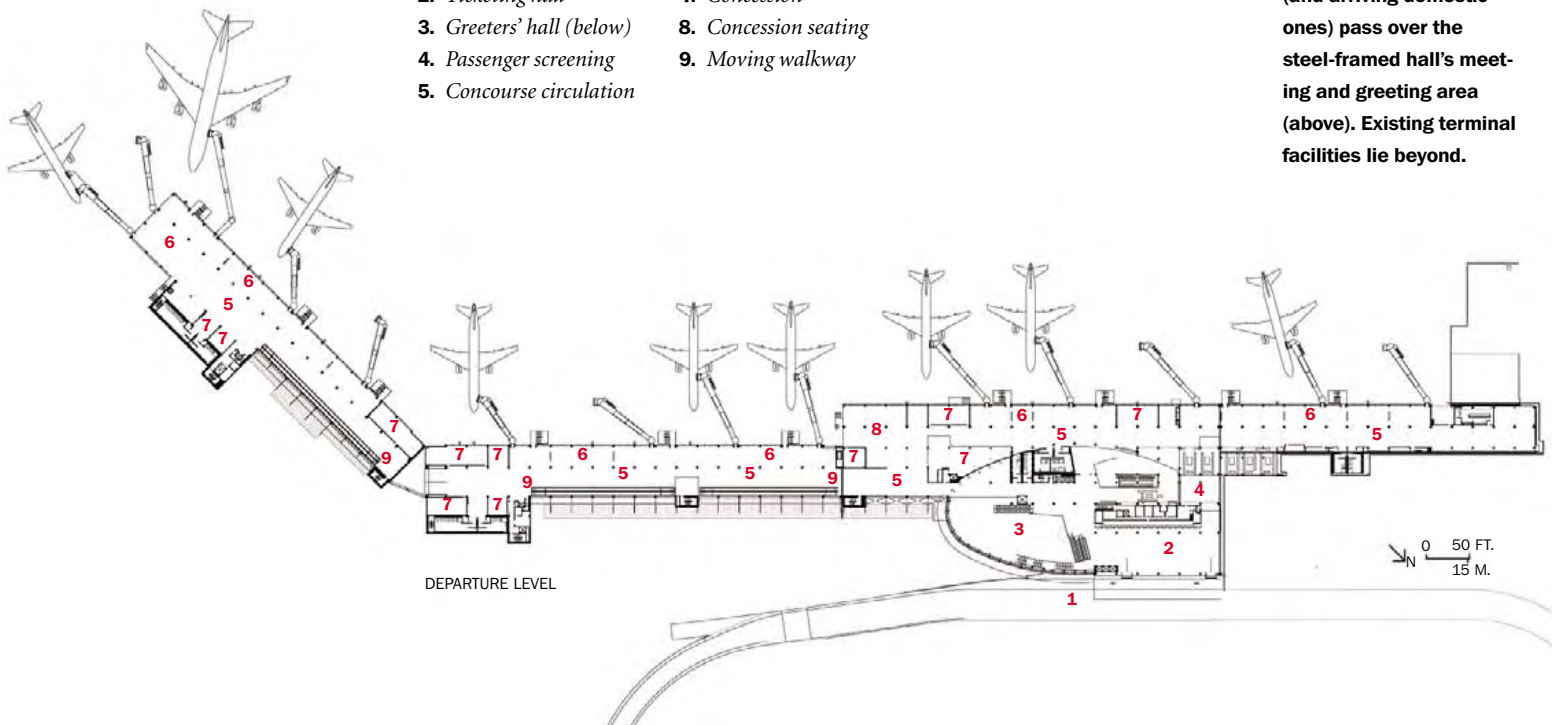 3. Greeters' hall (below)
4. Passenger screening
5. Concourse circulation
8. Concession seating
9. Moving walkway
ones) pass over the
steel-framed hall's meet-
ing and greeting area
(above). Existing terminal
facilities lie beyond.
6
6
5
7
7
7
9
7
7
7
7
9
6
5
5
6
9
7
8
5
7
7
6
5
7
4
3
2
1
6
5
DEPARTURE LEVEL
N
0 50 FT.
15 M.